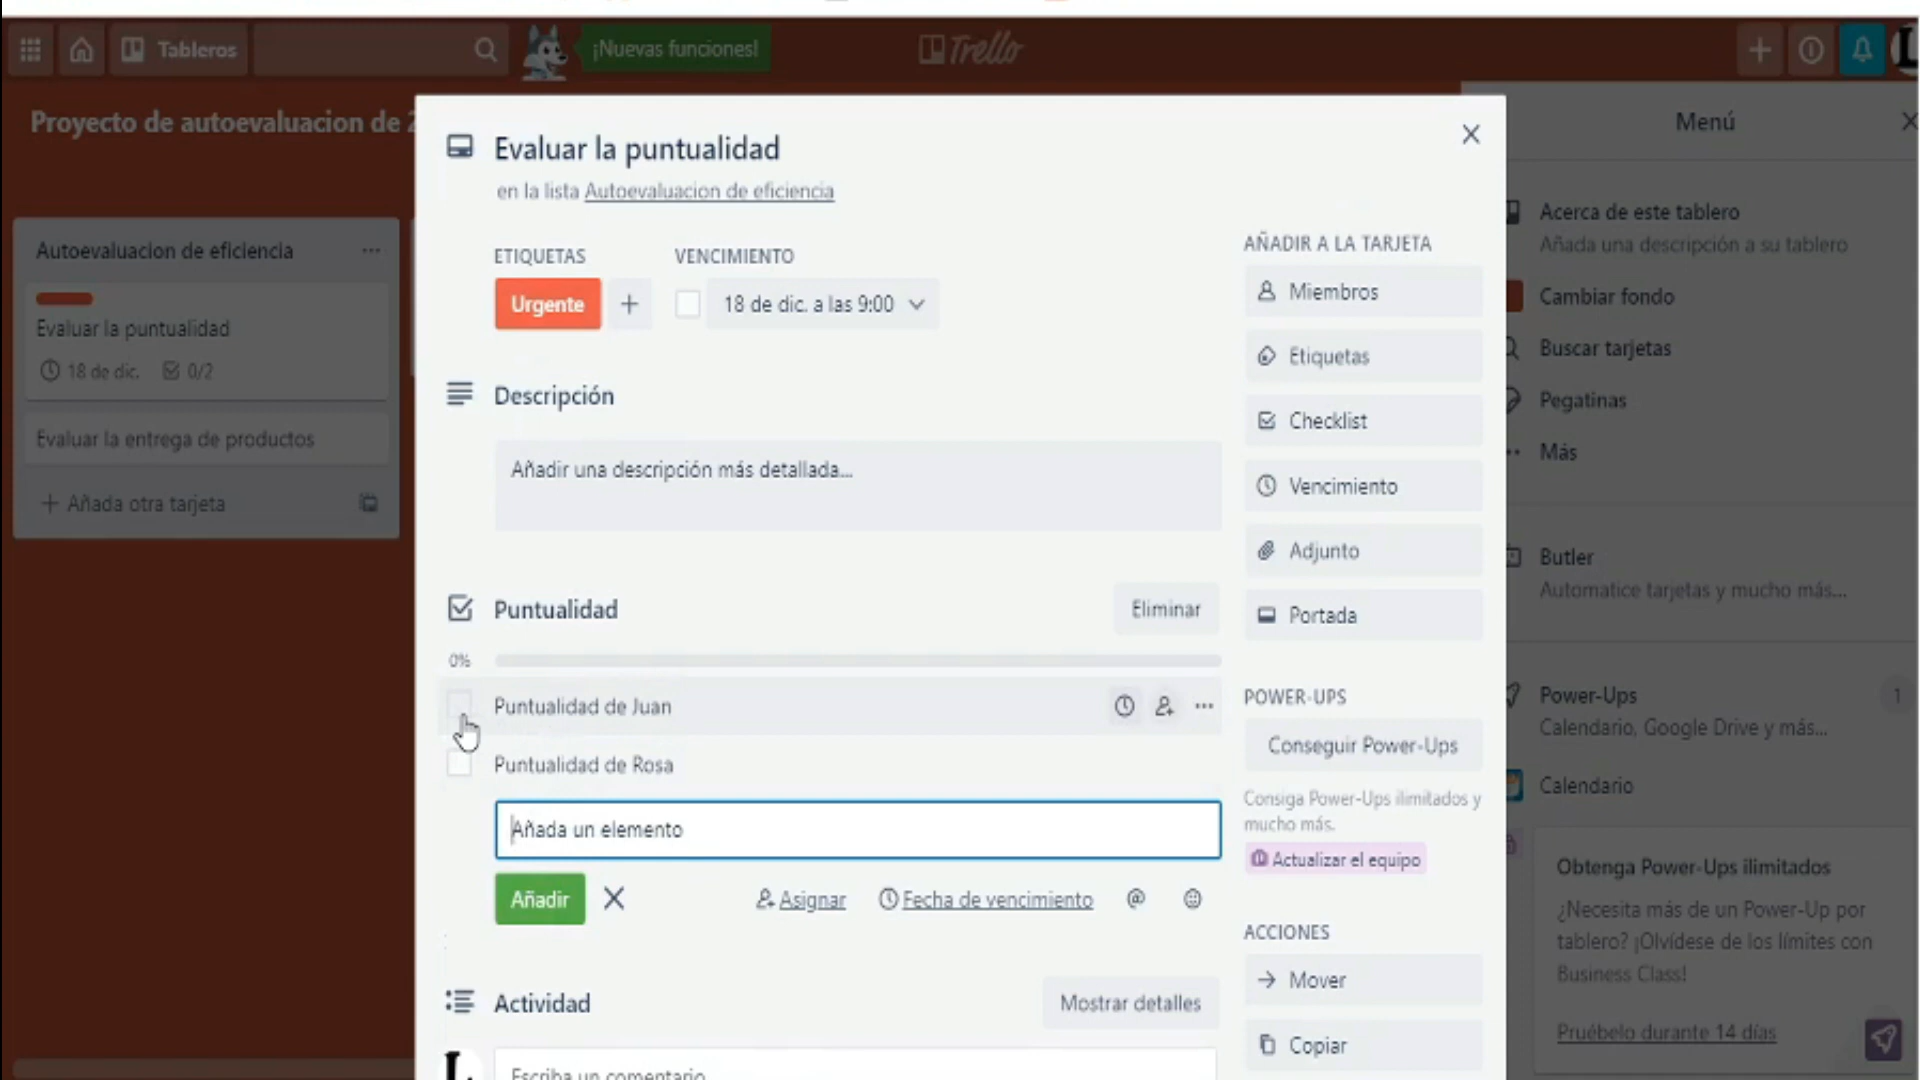 Tableros
¡Nuevas funciones!
Trello
Proyecto de autoevaluacion de 2
Autoevaluacion de eficiencia
Evaluar la puntualidad
18 de dic.
0/2
Evaluar la entrega de productos
Añada otra tarjeta
Evaluar la puntualidad
en la lista Autoevaluacion de eficiencia
ETIQUETAS
VENCIMIENTO
Urgente
18 de dic. a las 9:00
Descripción
Añadir una descripción más detallada...
Puntualidad
Eliminar
0%
Puntualidad de Juan
Puntualidad de Rosa
Añada un elemento
Añadir
Asignar
Fecha de vencimiento
Actividad
Mostrar detalles
Escriba un comentario
AÑADIR A LA TARJETA
Miembros
Etiquetas
Checklist
Vencimiento
Adjunto
Portada
POWER-UPS
Conseguir Power-Ups
Consiga Power-Ups ilimitados y
mucho más.
Actualizar el equipo
ACCIONES
Mover
Copiar
Menú
Acerca de este tablero
Añada una descripción a su tablero
Cambiar fondo
Buscar tarjetas
Pegatinas
Más
Butler
Automatice tarjetas y mucho más...
Power-Ups
1
Calendario, Google Drive y más...
Calendario
Obtenga Power-Ups ilimitados
¿Necesita más de un Power-Up por
tablero? ¡Olvídese de los límites con
Business Class!
Pruébelo durante 14 días